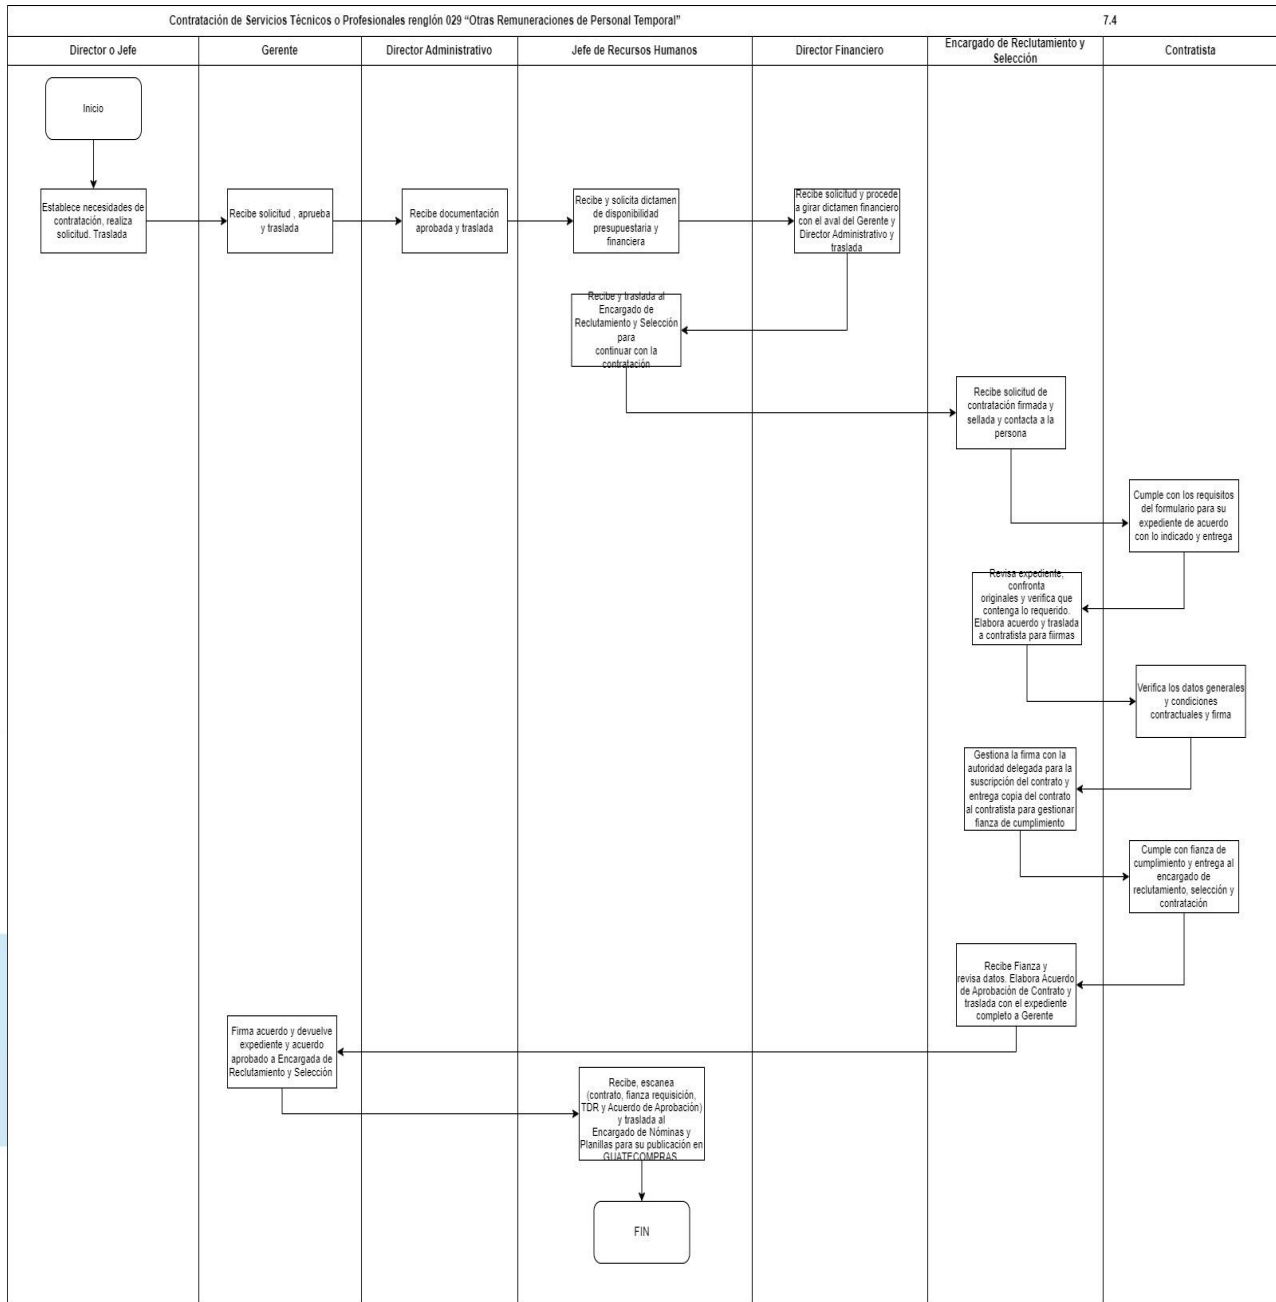 Contratación de Servicios Técnicos o Profesionales renglón 029 “Otras Remuneraciones de Personal Temporal”
7.4
Director o Jefe
Gerente
Director Administrativo
Jefe de Recursos Humanos
Director Financiero
Encargado de Reclutamiento y
Selección
Contratista
Inicio
Establece necesidades de
contratación, realiza
solicitud. Traslada
Recibe solicitud , aprueba
y traslada
Recibe documentación
aprobada y traslada
Recibe y solicita dictamen
de disponibilidad
presupuestaria y
financiera
Recibe solicitud y procede
a girar dictamen financiero
con el aval del Gerente y
Director Administrativo y
traslada
Recibe y traslada al
Encargado de
Reclutamiento y Selección
para
continuar con la
contratación
Recibe solicitud de
contratación firmada y
sellada y contacta a la
persona
Cumple con los requisitos
del formulario para su
expediente de acuerdo
con lo indicado y entrega
Revisa expediente,
confronta
originales y verifica que
contenga lo requerido.
Elabora acuerdo y traslada
a contratista para fiirmas
Verifica los datos generales
y condiciones
contractuales y firma
Gestiona la firma con la
autoridad delegada para la
suscripción del contrato y
entrega copia del contrato
al contratista para gestionar
fianza de cumplimiento
Cumple con fianza de
cumplimiento y entrega al
encargado de
reclutamiento, selección y
contratación
Recibe Fianza y
revisa datos. Elabora Acuerdo
de Aprobación de Contrato y
traslada con el expediente
completo a Gerente
Firma acuerdo y devuelve
expediente y acuerdo
aprobado a Encargada de
Reclutamiento y Selección
Recibe, escanea
(contrato, fianza requisición,
TDR y Acuerdo de Aprobación)
y traslada al
Encargado de Nóminas y
Planillas para su publicación en
GUATECOMPRAS
FIN